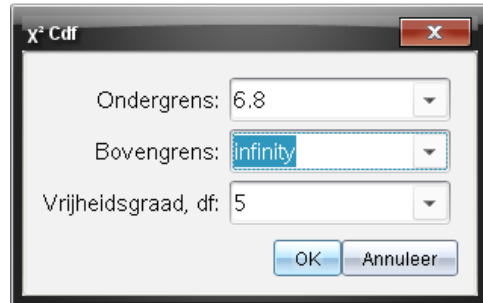 χ² Cdf
Ondergrens: 6.8
Bovengrens: infinity
Vrijheidsgraad, df: 5
OK Annuleer